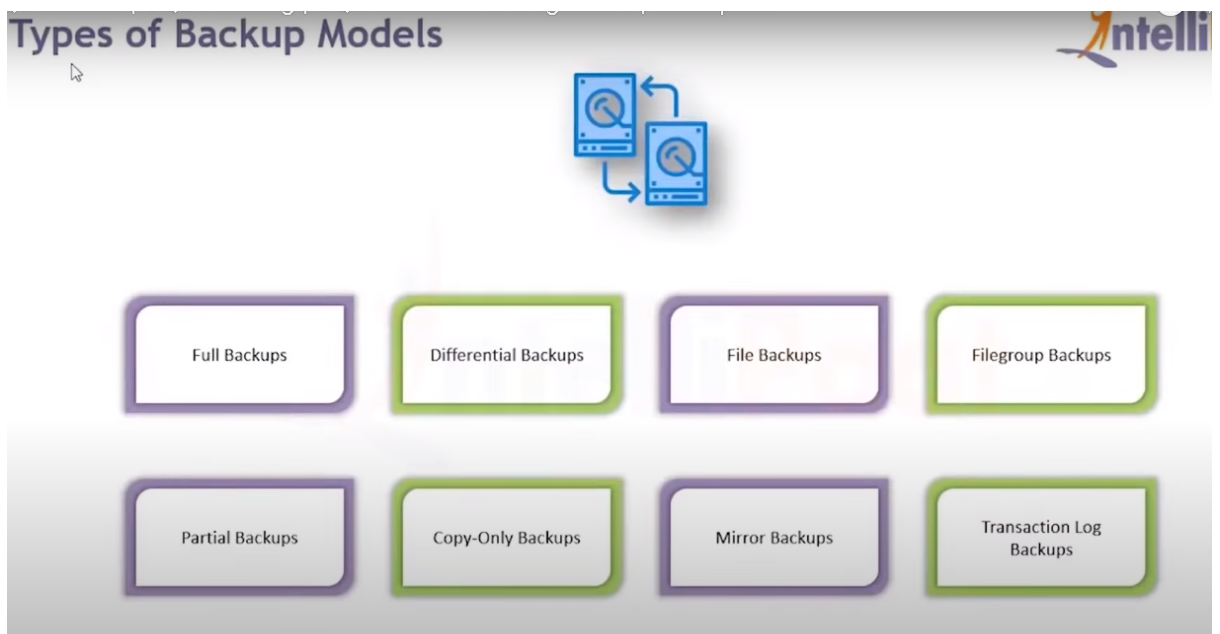 Types of Backup Models
ntelli
Full Backups
Differential Backups
File Backups
Filegroup Backups
Partial Backups
Copy-Only Backups
Mirror Backups
Transaction Log
Backups